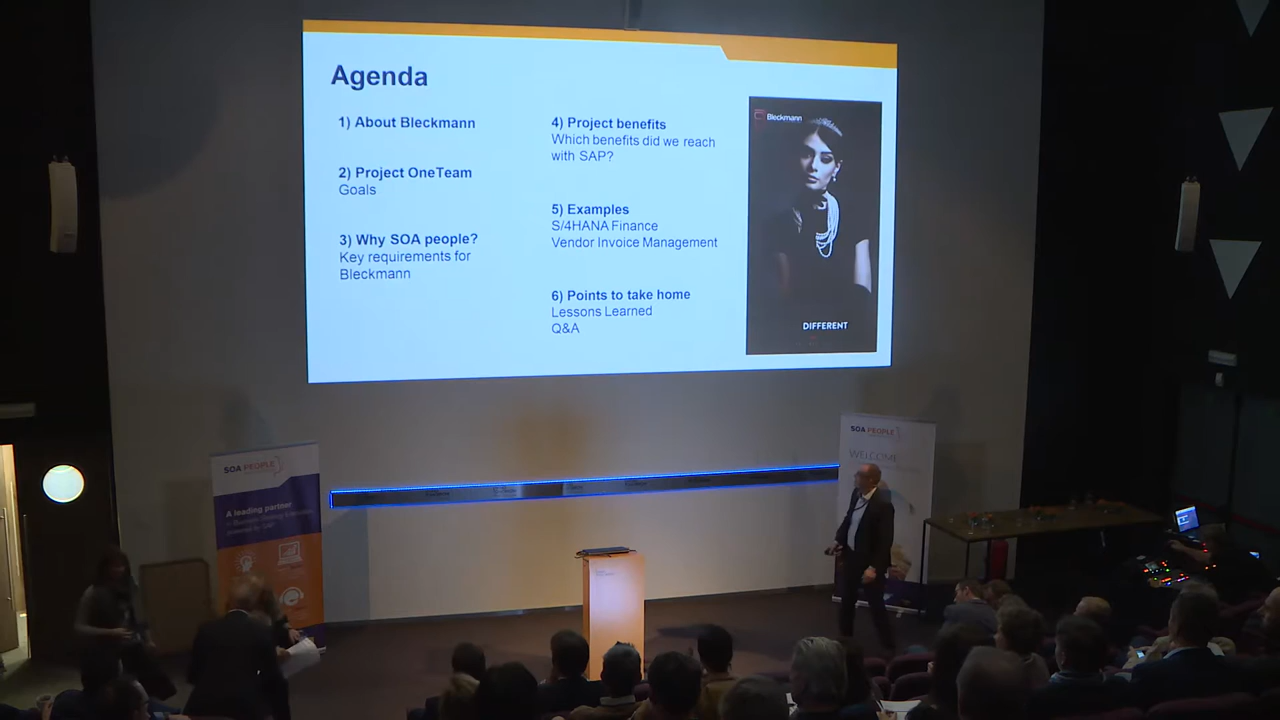 Agenda
1) About Bleckmann
2) Project OneTeam
Goals
3) Why SOA people?
Key requirements for
Bleckmann
4) Project benefits
Which benefits did we reach
with SAP?
5) Examples
S/4HANA Finance
Vendor Invoice Management
6) Points to take home
Lessons Learned
Q&A
Bleckmann
DIFFERENT
SOA PEOPLE
A leading partner
SOA PEOPLE
WELCOME